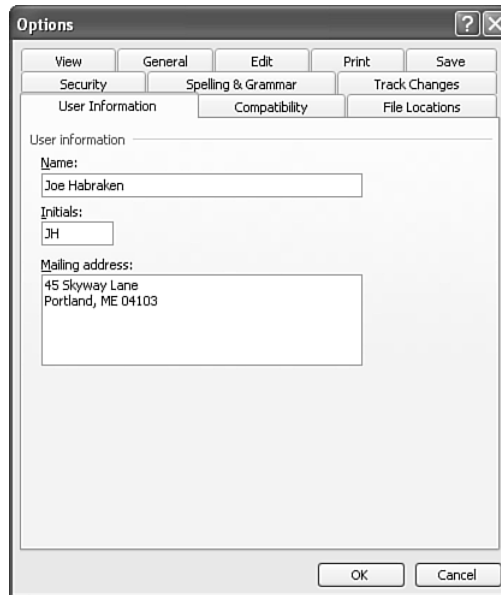 Options
View General Edit Print Save
Security Spelling & Grammar Track Changes
User Information Compatibility File Locations
User information
Name:
Joe Habraken
Initials:
JH
Mailing address:
45 Skyway Lane
Portland, ME 04103
OK Cancel